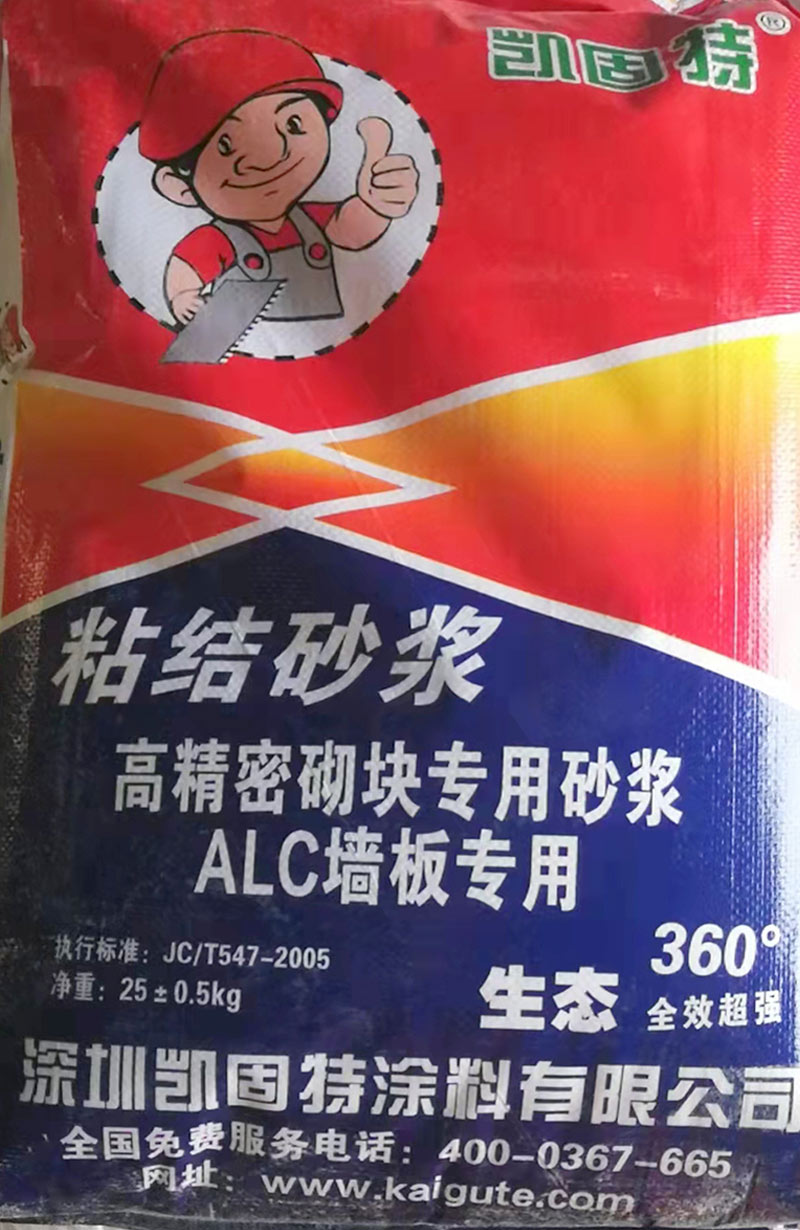 凯固特®
粘结砂浆
高精密砌块专用砂浆
ALC墙板专用
执行标准：JC/T547-2005
净重：25±0.5kg
360°
生态 全效超强
深圳凯固特涂料有限公司
全国免费服务电话：400-0367-665
网址：www.kaigute.com